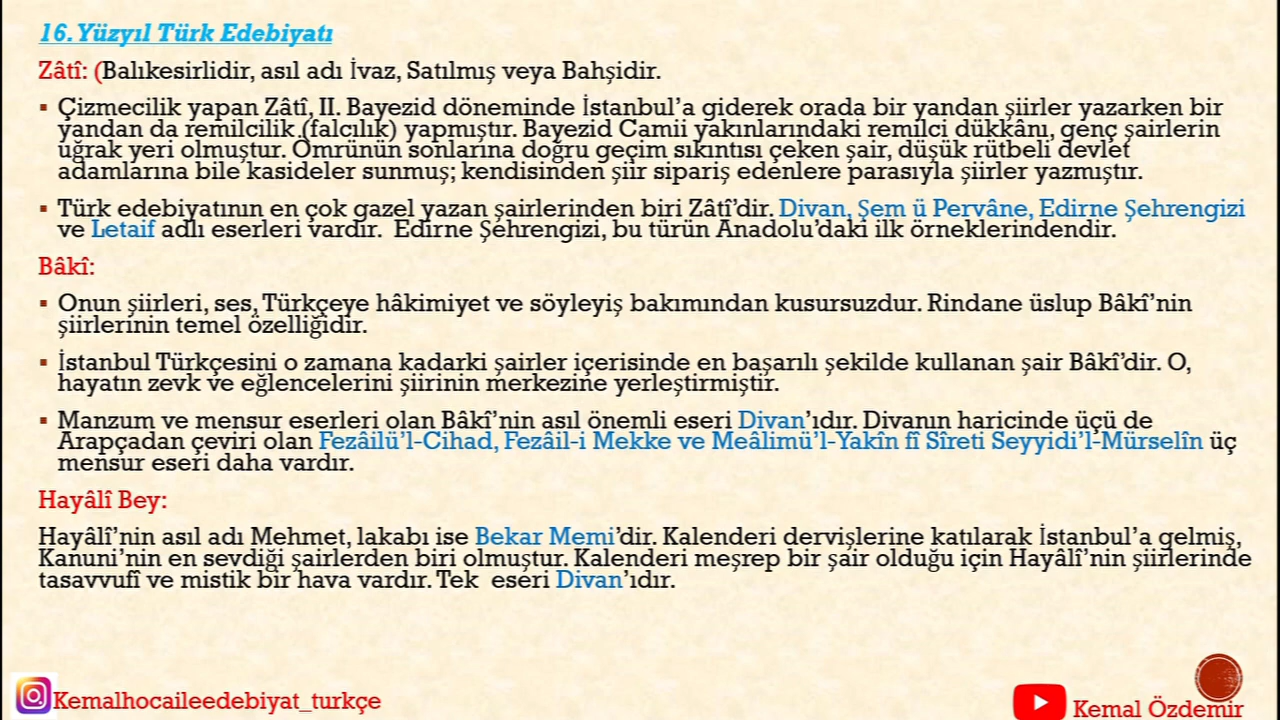 16. Yüzyıl Türk Edebiyatı
Zâtî: (Balıkesirlidir, asıl adı İvaz, Satılmış veya Bahşidir.
▪ Çizmecilik yapan Zâtî, II. Bayezid döneminde İstanbul’a giderek orada bir yandan şiirler yazarken bir
yandan da remilcilik (falcılık) yapmıştır. Bayezid Camii yakınlarındaki remilci dükkânı, genç şairlerin
uğrak yeri olmuştur. Ömrünün sonlarına doğru geçim sıkıntısı çeken şair, düşük rütbeli devlet
adamlarına bile kasideler sunmuş; kendisinden şiir sipariş edenlere parasıyla şiirler yazmıştır.
▪ Türk edebiyatının en çok gazel yazan şairlerinden biri Zâtî’dir. Divan, Şem ü Pervâne, Edirne Şehrengizi
ve Letaif adlı eserleri vardır. Edirne Şehrengizi, bu türün Anadolu’daki ilk örneklerindendir.
Bâkî:
▪ Onun şiirleri, ses, Türkçeye hâkimiyet ve söyleyiş bakımından kusursuzdur. Rindane üslup Bâkî’nin
şiirlerinin temel özelliğidir.
▪ İstanbul Türkçesini o zamana kadarki şairler içerisinde en başarılı şekilde kullanan şair Bâkî’dir. O,
hayatın zevk ve eğlencelerini şiirinin merkezine yerleştirmiştir.
▪ Manzum ve mensur eserleri olan Bâkî’nin asıl önemli eseri Divan’ıdır. Divanın haricinde üçü de
Arapçadan çeviri olan Fezâilü’l-Cihad, Fezâil-i Mekke ve Meâlimü’l-Yakîn fî Sîreti Seyyidi’l-Mürselîn üç
mensur eseri daha vardır.
Hayâlî Bey:
Hayâlî’nin asıl adı Mehmet, lakabı ise Bekar Memi’dir. Kalenderi dervişlerine katılarak İstanbul’a gelmiş,
Kanuni’nin en sevdiği şairlerden biri olmuştur. Kalenderi meşrep bir şair olduğu için Hayâlî’nin şiirlerinde
tasavvufî ve mistik bir hava vardır. Tek eseri Divan’ıdır.
Kemalhocaileedebiyat_turkçe
Kemal Özdemir